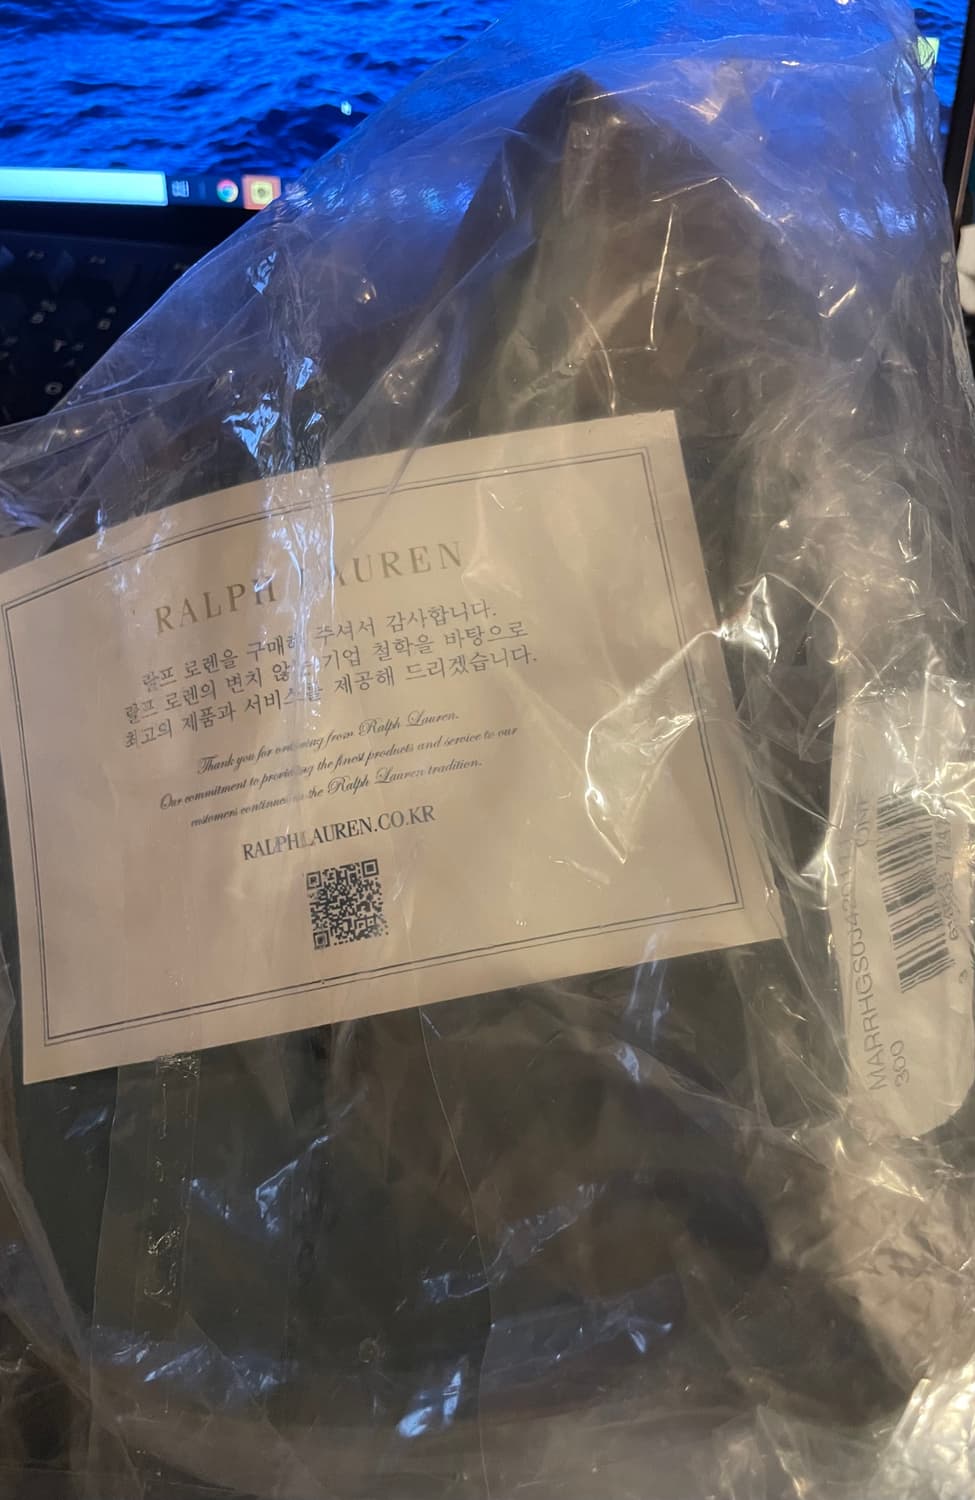 RALPH LAUREN
랄프 로렌을 구매해 주셔서 감사합니다.
랄프 로렌의 변치 않는 기업 철학을 바탕으로
최고의 제품과 서비스를 제공해 드리겠습니다.
Thank you for ordering from Ralph Lauren.
Our commitment to providing the finest products and service to our
customers continues in the Ralph Lauren tradition.
RALPHLAUREN.CO.KR
300